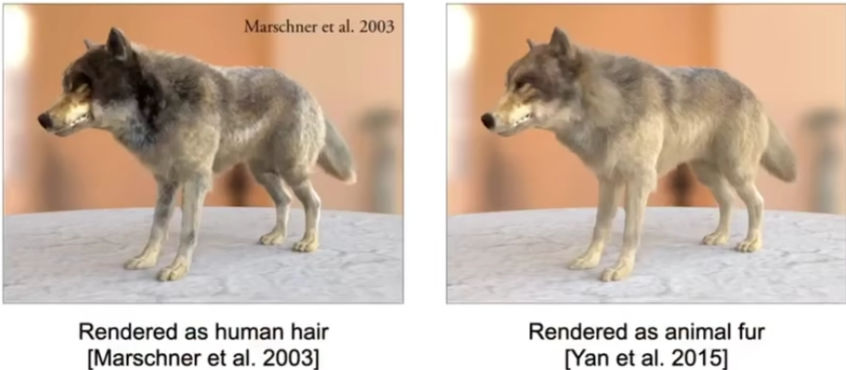 Marschner et al. 2003
Rendered as human hair
[Marschner et al. 2003]
Rendered as animal fur
[Yan et al. 2015]